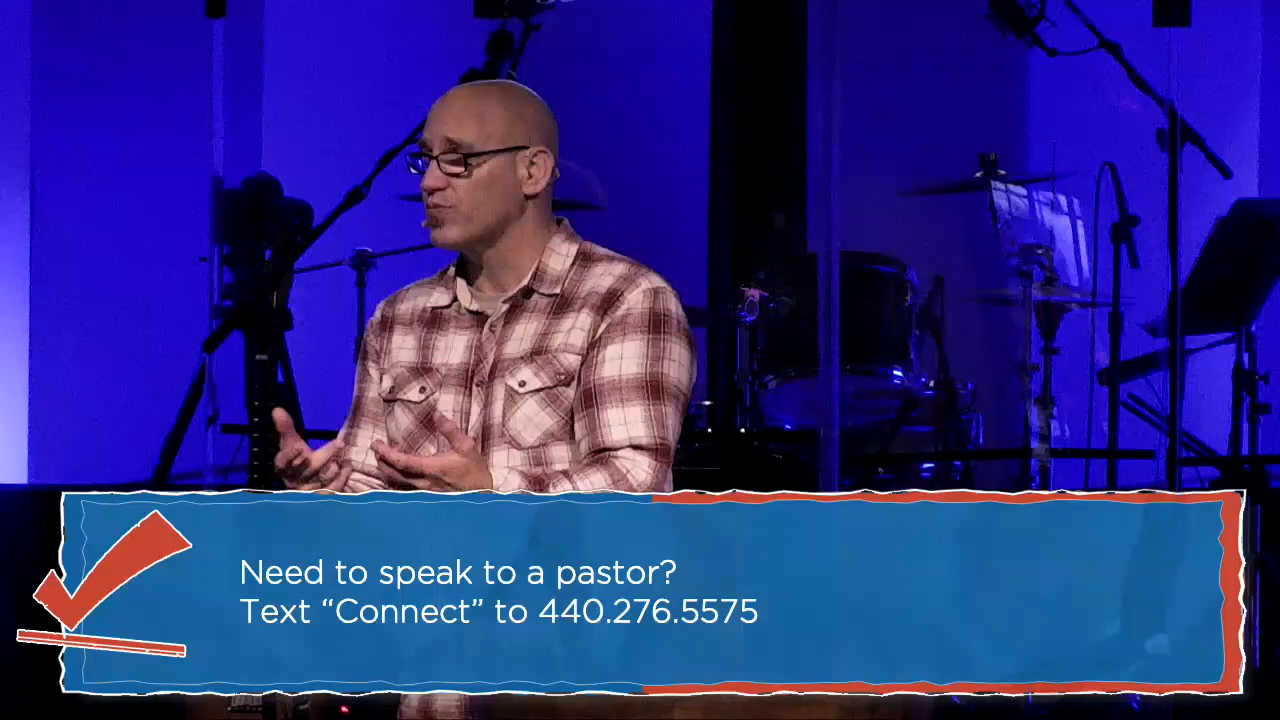 Need to speak to a pastor?
Text “Connect” to 440.276.5575